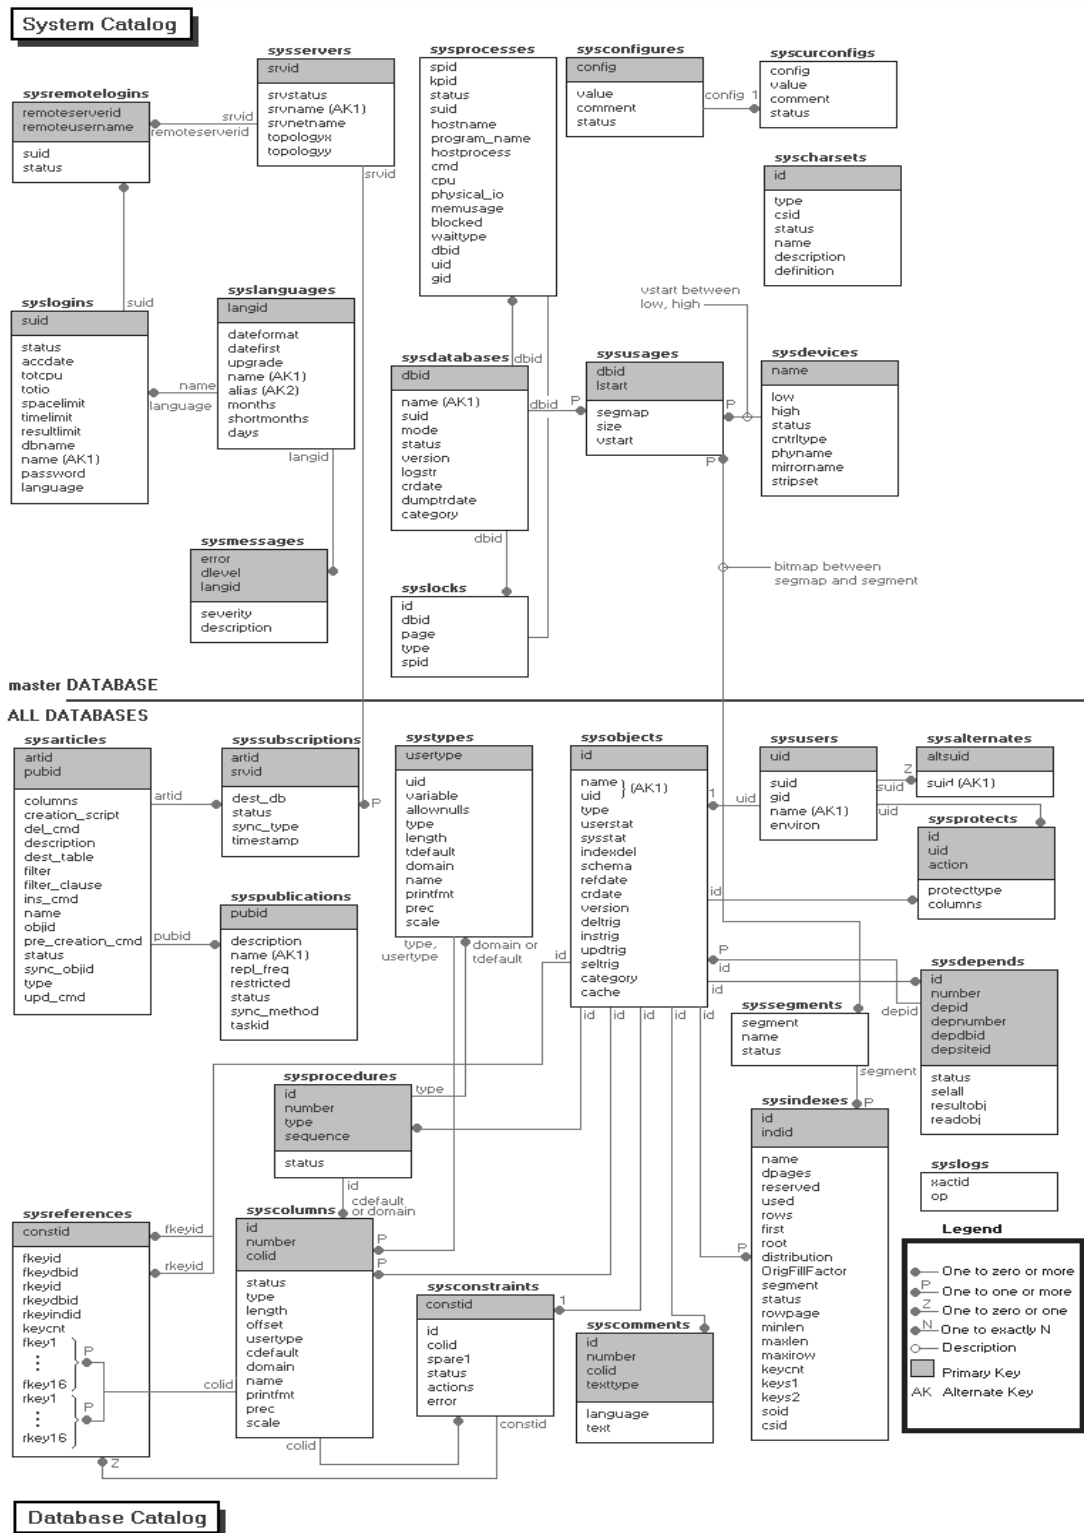 System Catalog
sysservers
srvid
srvstatus
srvname (AK1)
srvnetname
topologyx
topologyy
srvid
remoteserverid
srvid
sysremotelogins
remoteserverid
remoteusername
suid
status
suid
sysprocesses
spid
kpid
status
suid
hostname
program_name
hostprocess
cmd
cpu
physical_io
memusage
blocked
waittype
dbid
uid
gid
sysconfigures
config
value
comment
status
config 1
syscurconfigs
config
value
comment
status
syscharsets
id
type
csid
status
name
description
definition
syslogins
suid
status
accdate
totcpu
totio
spacelimit
timelimit
resultlimit
dbname
name (AK1)
password
language
name
language
syslanguages
langid
dateformat
datefirst
upgrade
name (AK1)
alias (AK2)
months
shortmonths
days
langid
sysdatabases
dbid
name (AK1)
suid
mode
status
version
logstr
crdate
dumptrdate
category
dbid
dbid
P
dbid
sysusages
dbid
lstart
segmap
size
vstart
P
P
vstart between
low, high
sysdevices
name
low
high
status
cntrltype
phyname
mirrorname
stripset
sysmessages
error
dlevel
langid
severity
description
syslocks
id
dbid
page
type
spid
bitmap between
segmap and segment
master DATABASE
ALL DATABASES
sysarticles
artid
pubid
columns
creation_script
del_cmd
description
dest_table
filter
filter_clause
ins_cmd
name
objid
pre_creation_cmd
status
sync_objid
type
upd_cmd
artid
pubid
syssubscriptions
artid
srvid
dest_db
status
sync_type
timestamp
P
syspublications
pubid
description
name (AK1)
repl_freq
restricted
status
sync_method
taskid
systypes
usertype
uid
variable
allownulls
type
length
tdefault
domain
name
printfmt
prec
scale
type,
usertype
domain or
tdefault
sysobjects
id
name
uid
} (AK1)
type
userstat
sysstat
indexdel
schema
refdate
crdate
version
deltrig
instrig
updtrig
seltrig
category
cache
id
id
id
id
id
id
1
uid
id
P
id
id
sysusers
uid
suid
gid
name (AK1)
environ
Z
suid
uid
sysalternates
altsuid
suid (AK1)
sysprotects
id
uid
action
protecttype
columns
sysdepends
id
number
depid
depnumber
depdbid
depsiteid
status
selall
resultobj
readobj
depid
syssegments
segment
name
status
segment
P
sysindexes
id
indid
name
dpages
reserved
used
rows
first
root
distribution
OrigFillFactor
segment
status
rowpage
minlen
maxlen
maxirow
keycnt
keys1
keys2
soid
csid
P
syslogs
xactid
op
sysprocedures
id
number
type
sequence
status
type
id
cdefault
or domain
sysreferences
constid
fkeyid
fkeydbid
rkeyid
rkeydbid
rkeyindid
keycnt
fkey1
⋮
fkey16
rkey1
⋮
rkey16
P
P
Z
fkeyid
rkeyid
colid
syscolumns
id
number
colid
status
type
length
offset
usertype
cdefault
domain
name
printfmt
prec
scale
P
P
colid
sysconstraints
constid
id
colid
spare1
status
actions
error
1
constid
syscomments
id
number
colid
texttype
language
text
Legend
One to zero or more
P One to one or more
Z One to zero or one
N One to exactly N
Description
Primary Key
AK Alternate Key
Database Catalog